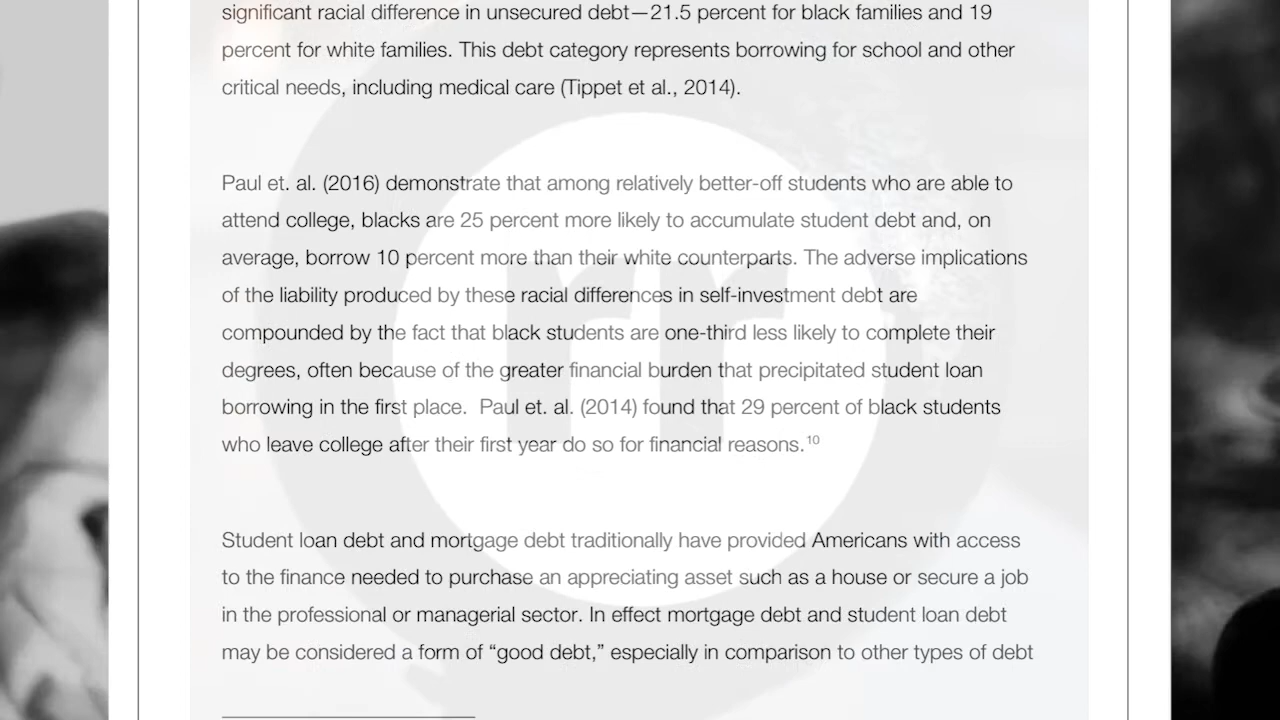 significant racial difference in unsecured debt—21.5 percent for black families and 19
percent for white families. This debt category represents borrowing for school and other
critical needs, including medical care (Tippet et al., 2014).
Paul et. al. (2016) demonstrate that among relatively better-off students who are able to
attend college, blacks are 25 percent more likely to accumulate student debt and, on
average, borrow 10 percent more than their white counterparts. The adverse implications
of the liability produced by these racial differences in self-investment debt are
compounded by the fact that black students are one-third less likely to complete their
degrees, often because of the greater financial burden that precipitated student loan
borrowing in the first place.  Paul et. al. (2014) found that 29 percent of black students
who leave college after their first year do so for financial reasons.¹⁰
Student loan debt and mortgage debt traditionally have provided Americans with access
to the finance needed to purchase an appreciating asset such as a house or secure a job
in the professional or managerial sector. In effect mortgage debt and student loan debt
may be considered a form of “good debt,” especially in comparison to other types of debt
rr